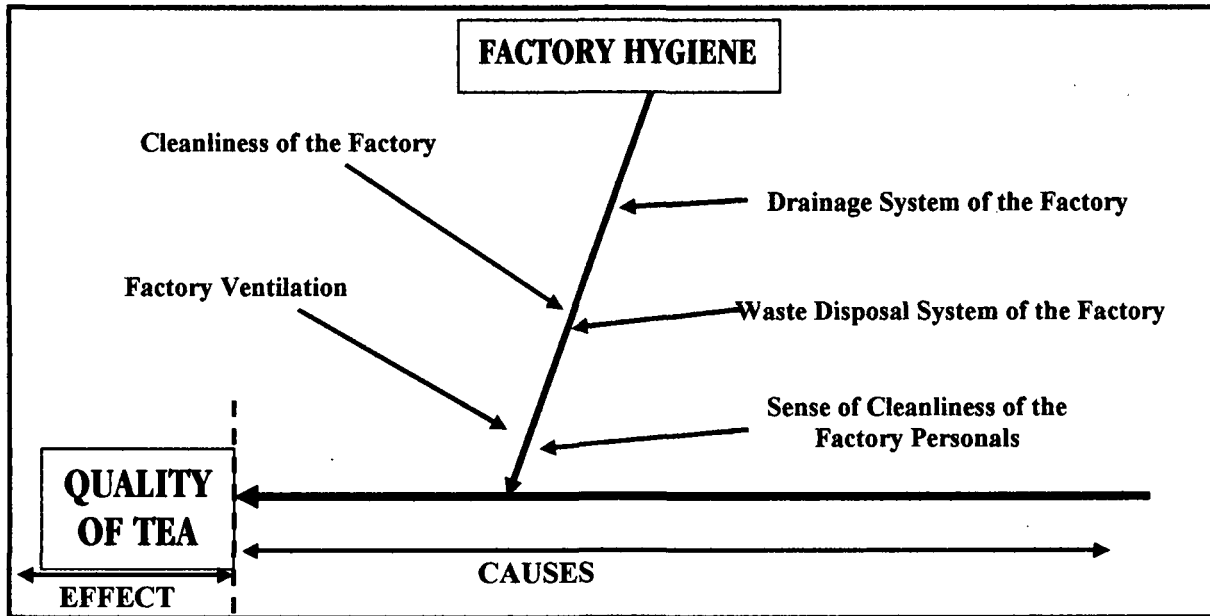 FACTORY HYGIENE
Cleanliness of the Factory
Drainage System of the Factory
Factory Ventilation
Waste Disposal System of the Factory
Sense of Cleanliness of the
Factory Personals
QUALITY
OF TEA
CAUSES
EFFECT